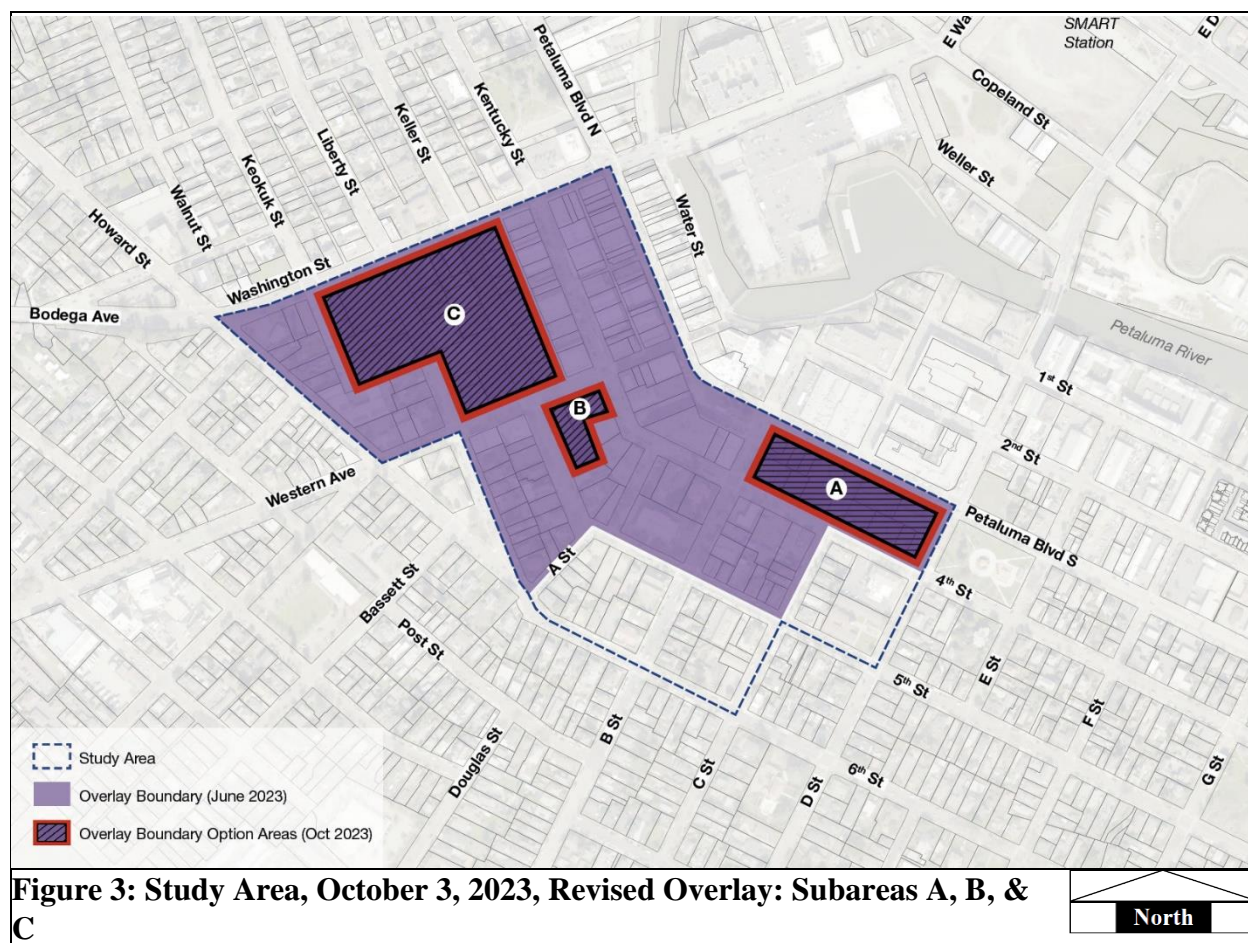 SMART
Station
E Wa
E D
Petaluma Blvd N
Copeland St
Kentucky St
Keller St
Weller St
Liberty St
Keokuk St
Walnut St
Water St
Howard St
Washington St
Bodega Ave
C
Petaluma River
1st St
B
2nd St
Western Ave
A
Petaluma Blvd S
A St
4th St
Bassett St
Post St
E St
5th St
F St
B St
Douglas St
C St
D St
6th St
G St
Study Area
Overlay Boundary (June 2023)
Overlay Boundary Option Areas (Oct 2023)
Figure 3: Study Area, October 3, 2023, Revised Overlay: Subareas A, B, &
C
North